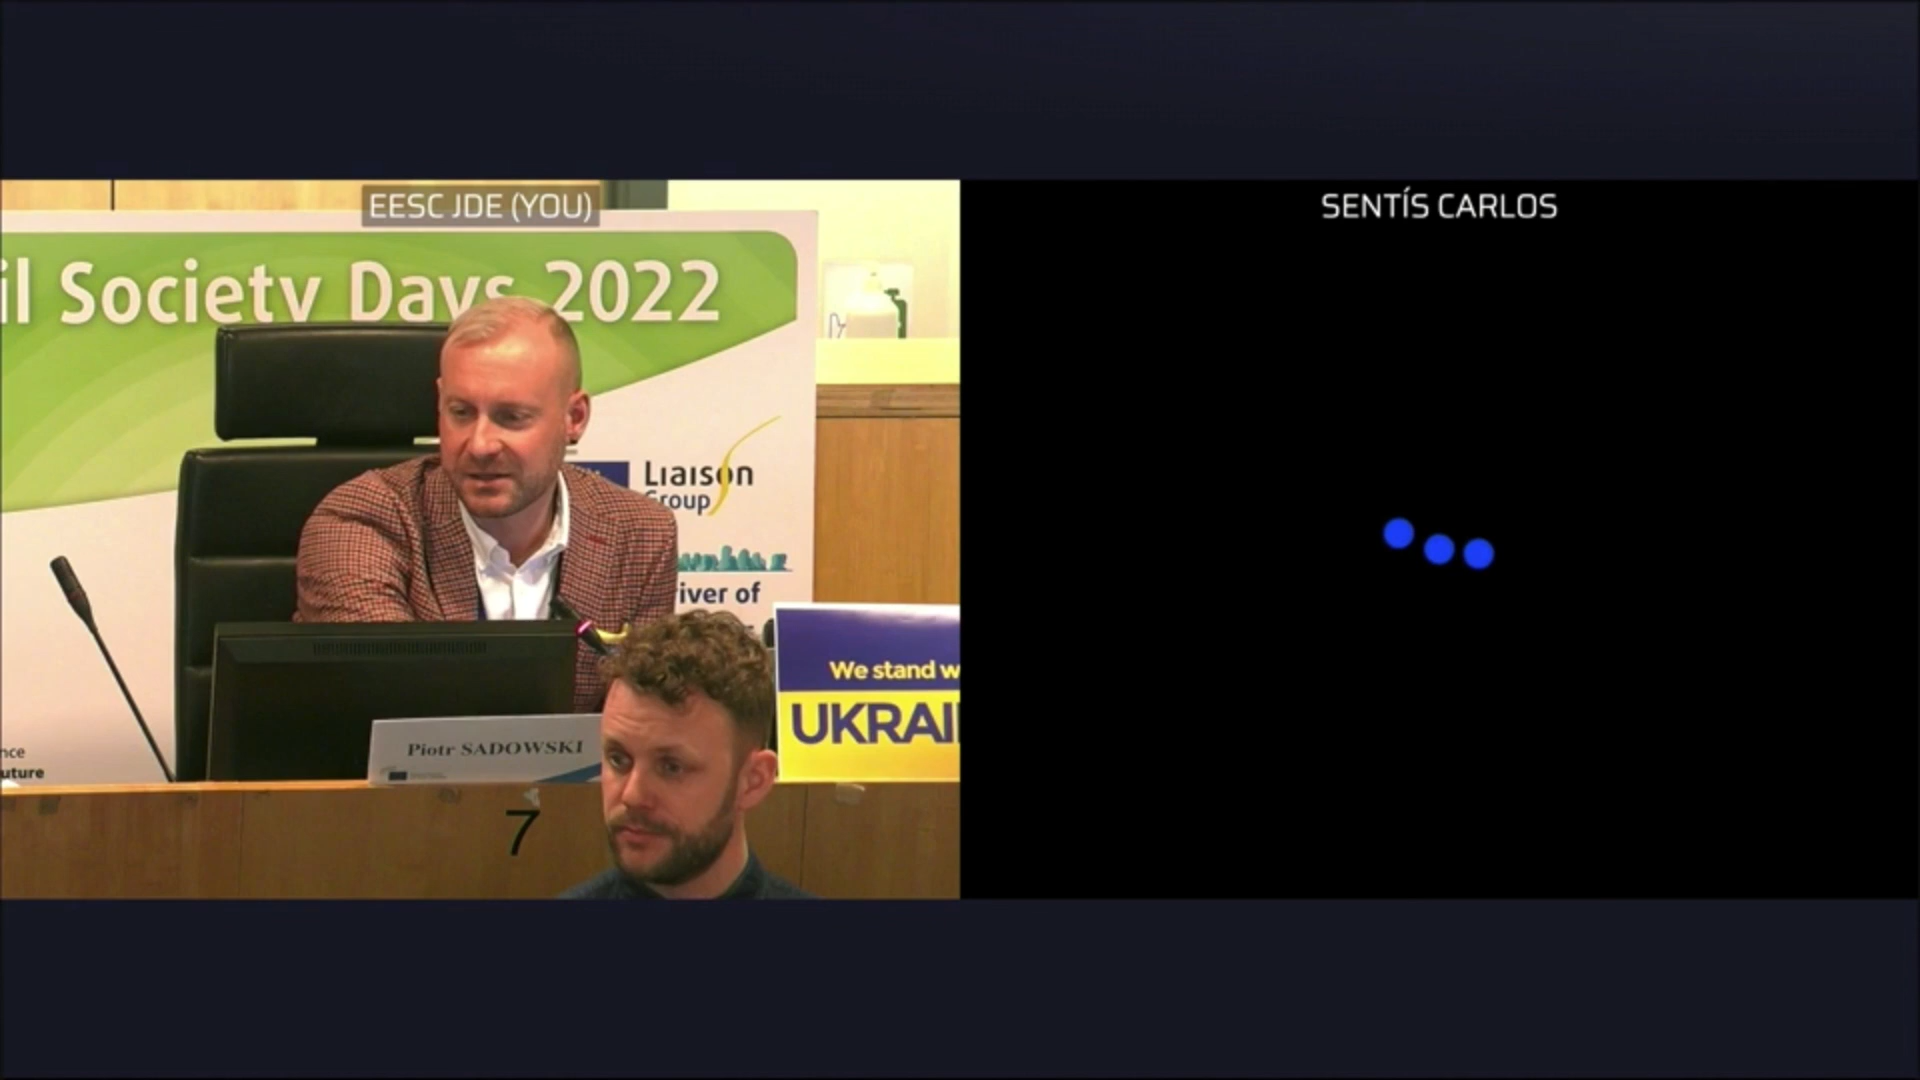 EESC JDE (YOU)
SENTÍS CARLOS
il Society Days 2022
Liaison
Group
river of
We stand w
UKRAI
nce
uture
Piotr SADOWSKI
7